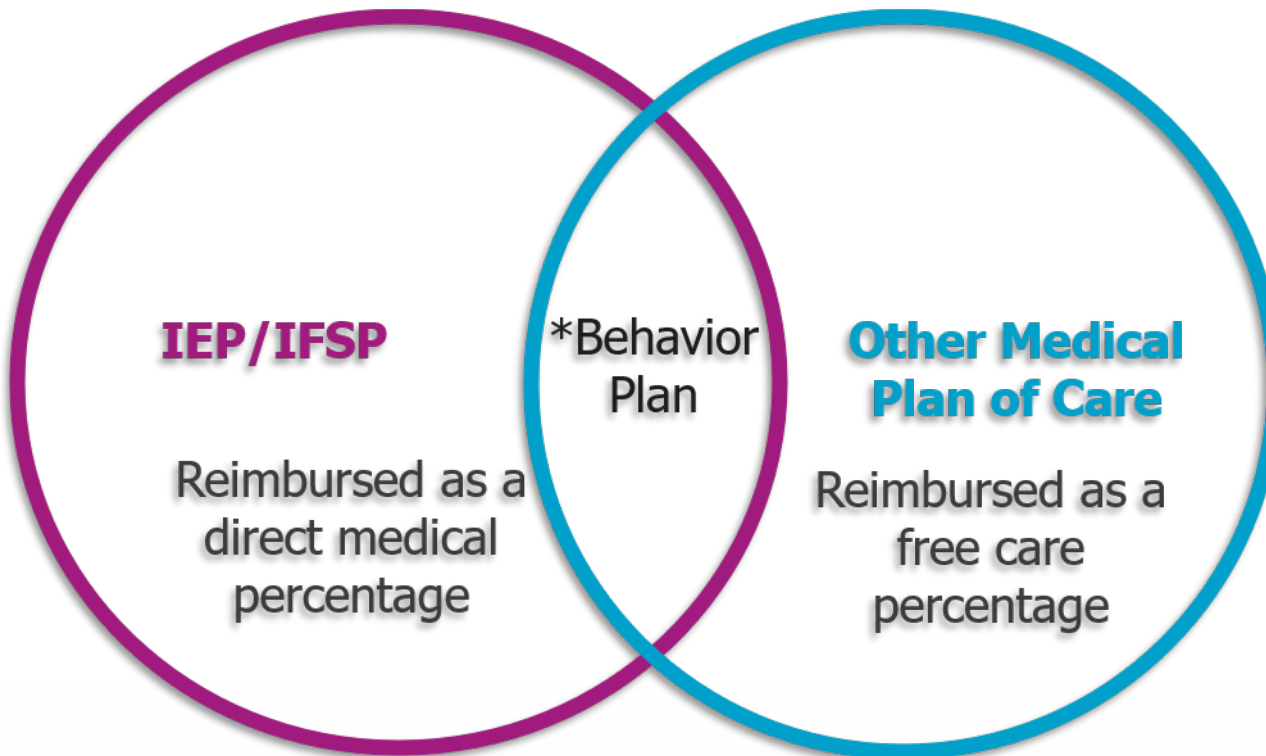 IEP/IFSP
Reimbursed as a
direct medical
percentage
*Behavior
Plan
Other Medical
Plan of Care
Reimbursed as a
free care
percentage